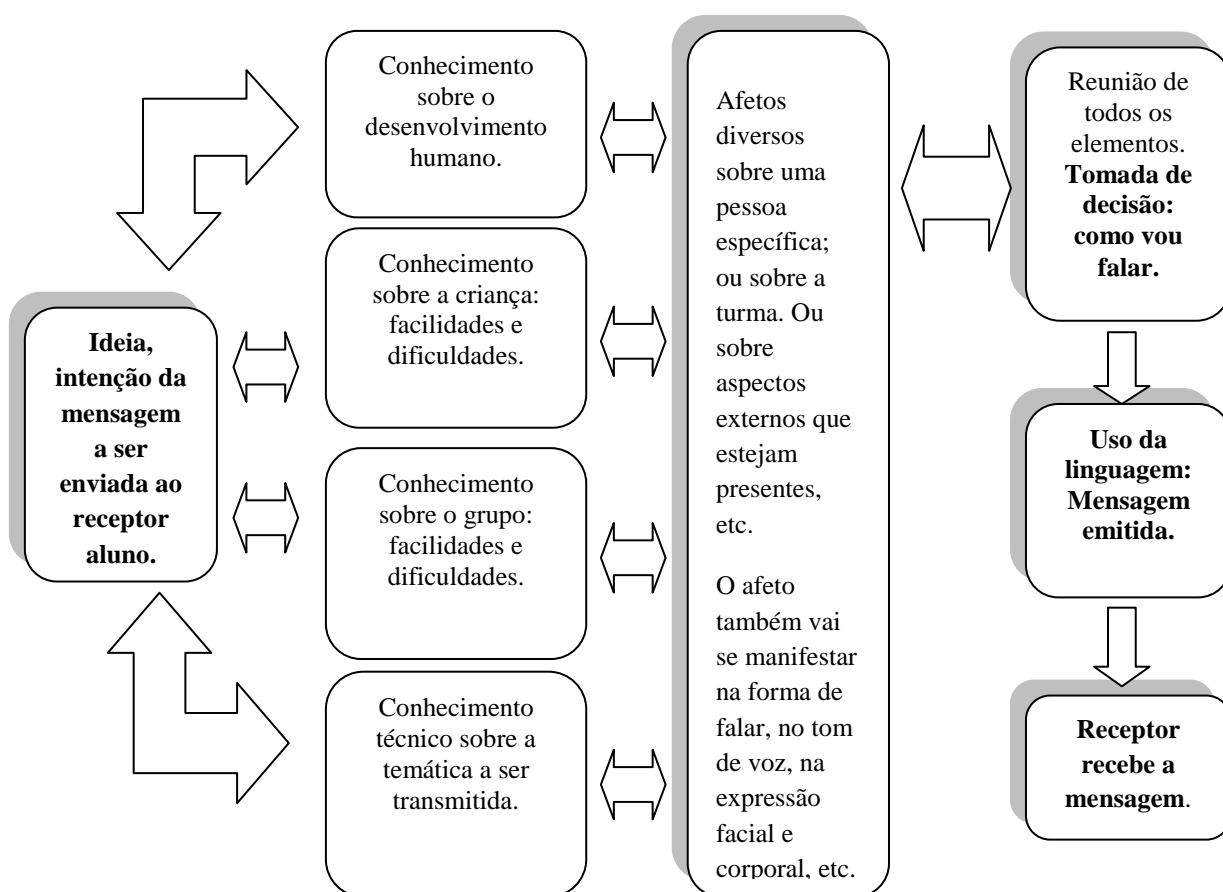 Ideia,
intenção da
mensagem
a ser
enviada ao
receptor
aluno.
Conhecimento
sobre o
desenvolvimento
humano.
Conhecimento
sobre a criança:
facilidades e
dificuldades.
Conhecimento
sobre o grupo:
facilidades e
dificuldades.
Conhecimento
técnico sobre a
temática a ser
transmitida.
Afetos
diversos
sobre uma
pessoa
específica;
ou sobre a
turma. Ou
sobre
aspectos
externos que
estejam
presentes,
etc.
O afeto
também vai
se manifestar
na forma de
falar, no tom
de voz, na
expressão
facial e
corporal, etc.
Reunião de
todos os
elementos.
Tomada de
decisão:
como vou
falar.
Uso da
linguagem:
Mensagem
emitida.
Receptor
recebe a
mensagem.